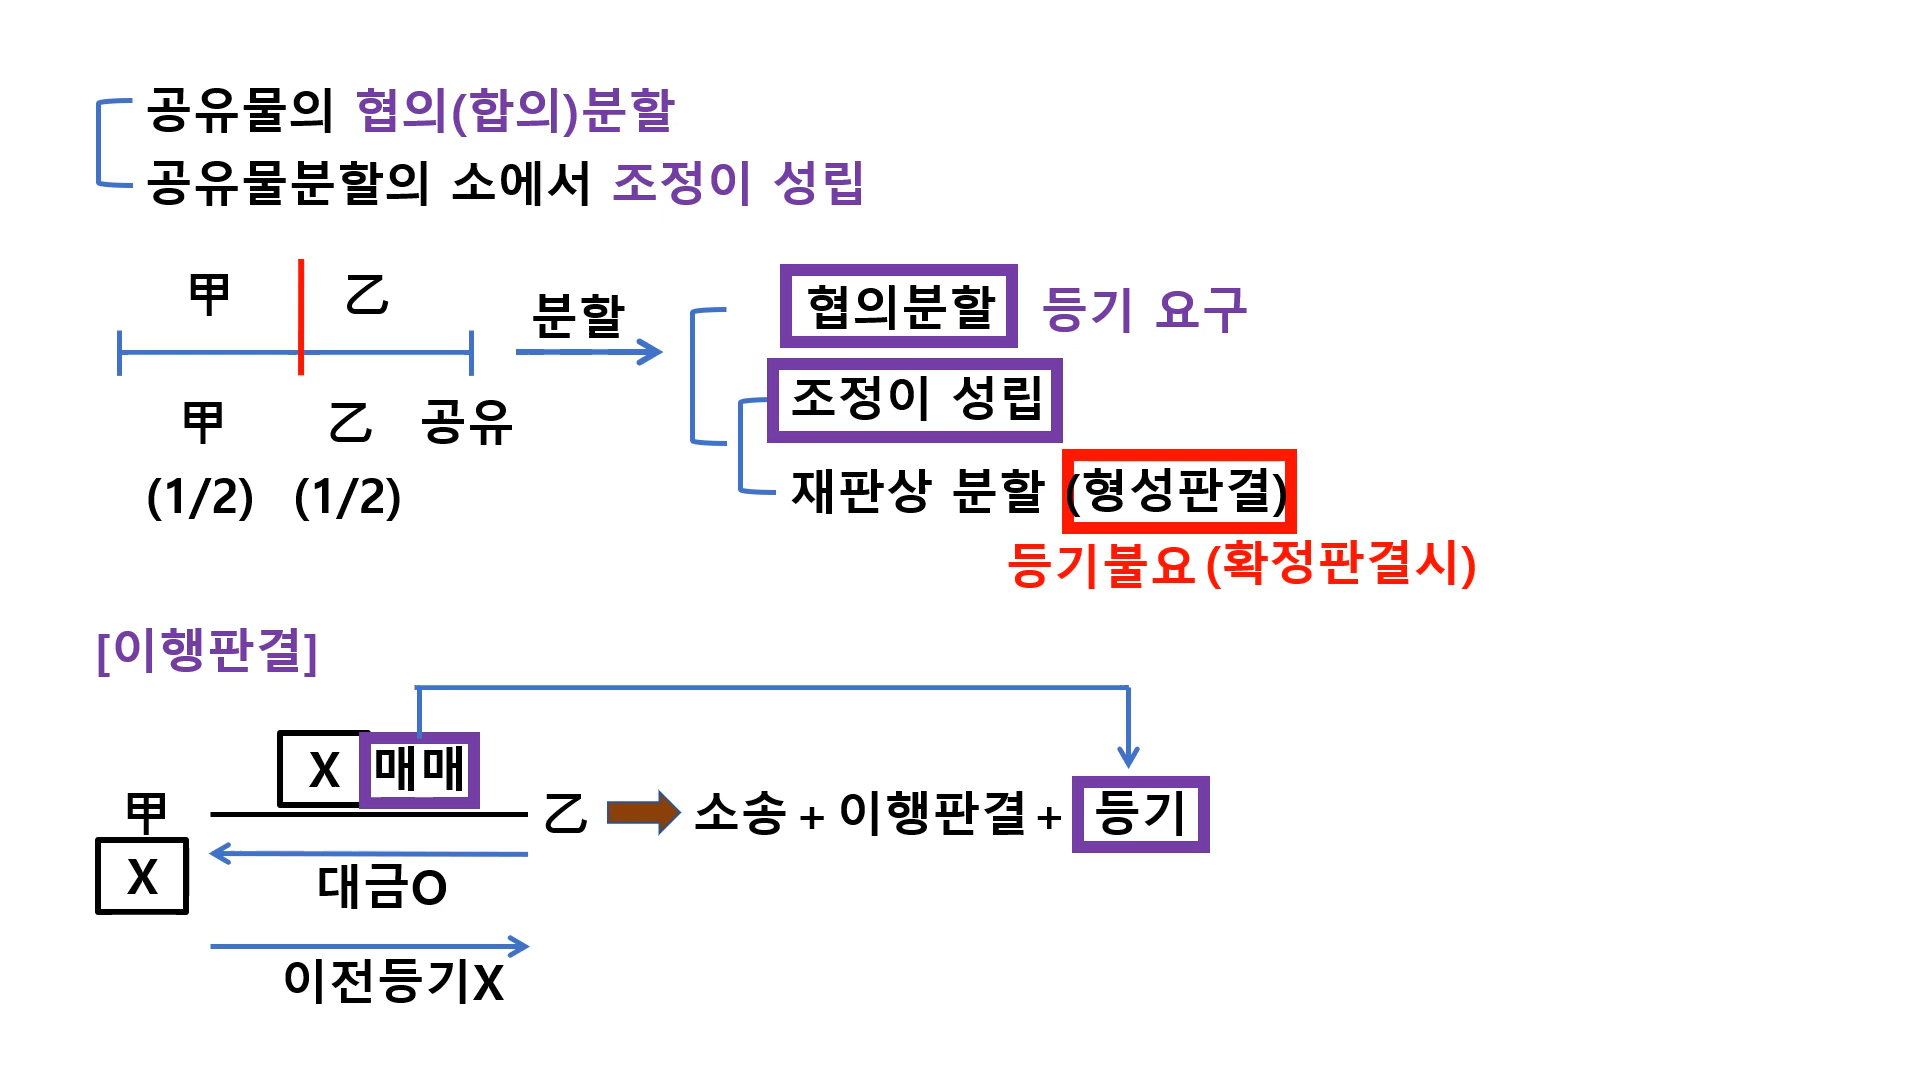 공유물의 협의(합의)분할
공유물분할의 소에서 조정이 성립
甲 乙
분할
협의분할 등기 요구
조정이 성립
甲 乙 공유
(1/2) (1/2)
재판상 분할 (형성판결)
등기불요 (확정판결시)
[이행판결]
X 매매
甲 乙 소송 + 이행판결 + 등기
X
대금O
이전등기X